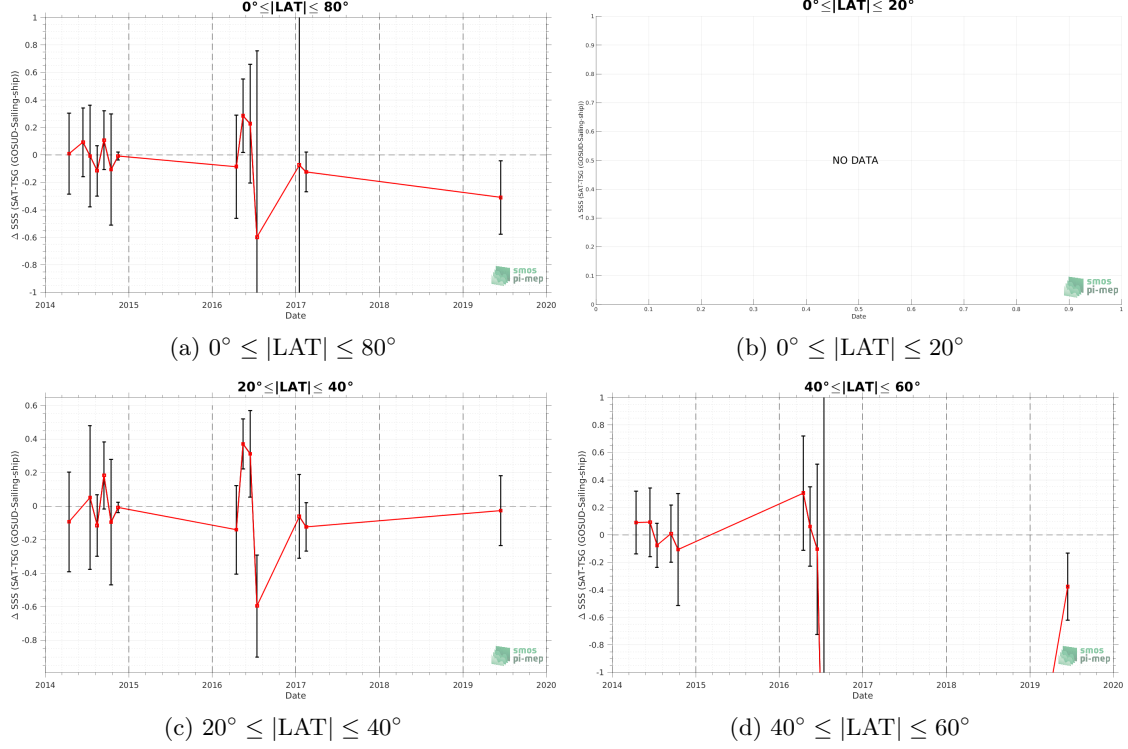 0°≤|LAT|≤ 80°
Δ SSS (SAT-TSG (GOSUD-Sailing-ship))
1
0.8
0.6
0.4
0.2
0
-0.2
-0.4
-0.6
-0.8
-1
2014 2015 2016 2017 2018 2019 2020
Date
smos
pi-mep
(a) 0° ≤ |LAT| ≤ 80°
0°≤|LAT|≤ 20°
Δ SSS (SAT-TSG (GOSUD-Sailing-ship))
1
0.9
0.8
0.7
0.6
0.5
0.4
0.3
0.2
0.1
0
NO DATA
0 0.1 0.2 0.3 0.4 0.5 0.6 0.7 0.8 0.9 1
Date
smos
pi-mep
(b) 0° ≤ |LAT| ≤ 20°
20°≤|LAT|≤ 40°
Δ SSS (SAT-TSG (GOSUD-Sailing-ship))
0.6
0.4
0.2
0
-0.2
-0.4
-0.6
-0.8
2014 2015 2016 2017 2018 2019 2020
Date
smos
pi-mep
(c) 20° ≤ |LAT| ≤ 40°
40°≤|LAT|≤ 60°
Δ SSS (SAT-TSG (GOSUD-Sailing-ship))
1
0.8
0.6
0.4
0.2
0
-0.2
-0.4
-0.6
-0.8
-1
2014 2015 2016 2017 2018 2019 2020
Date
smos
pi-mep
(d) 40° ≤ |LAT| ≤ 60°